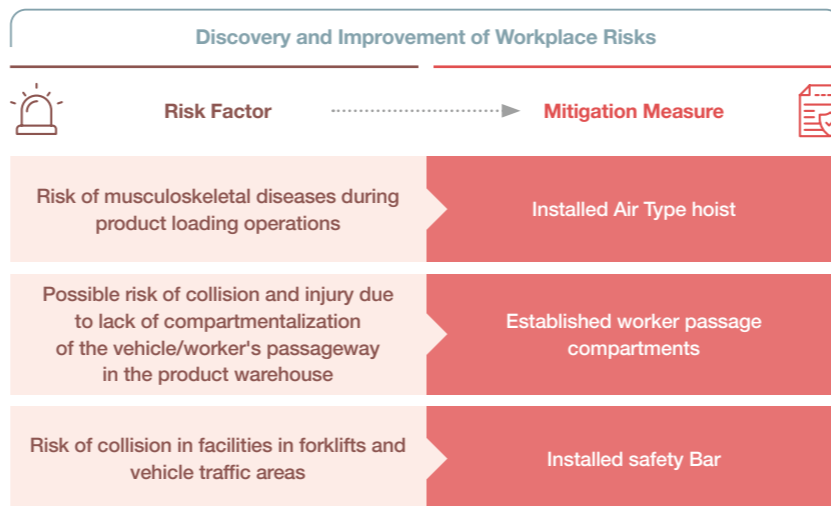 Discovery and Improvement of Workplace Risks
Risk Factor
Mitigation Measure
Risk of musculoskeletal diseases during
product loading operations
Installed Air Type hoist
Possible risk of collision and injury due
to lack of compartmentalization
of the vehicle/worker's passageway
in the product warehouse
Established worker passage
compartments
Risk of collision in facilities in forklifts and
vehicle traffic areas
Installed safety Bar